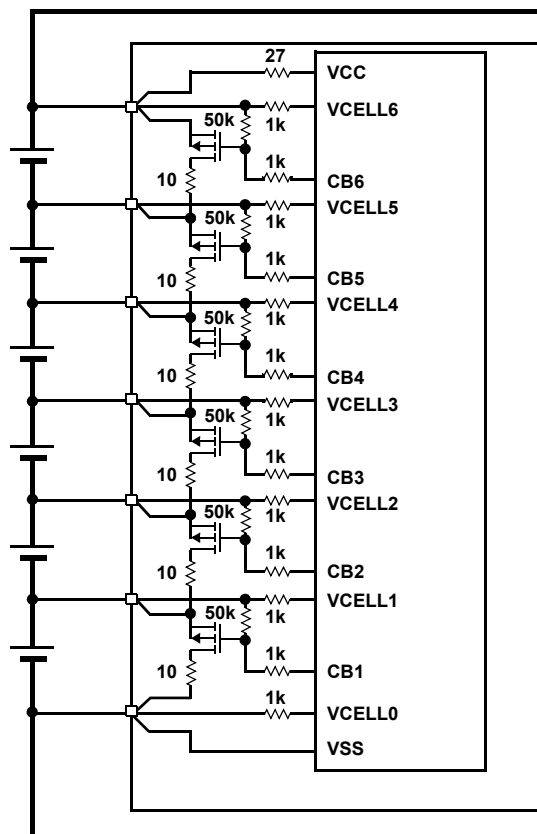 27
VCC
VCELL6
50k
1k
1k
10
CB6
VCELL5
50k
1k
1k
10
CB5
VCELL4
50k
1k
1k
10
CB4
VCELL3
50k
1k
1k
10
CB3
VCELL2
50k
1k
1k
10
CB2
VCELL1
50k
1k
1k
10
CB1
1k
VCELL0
VSS